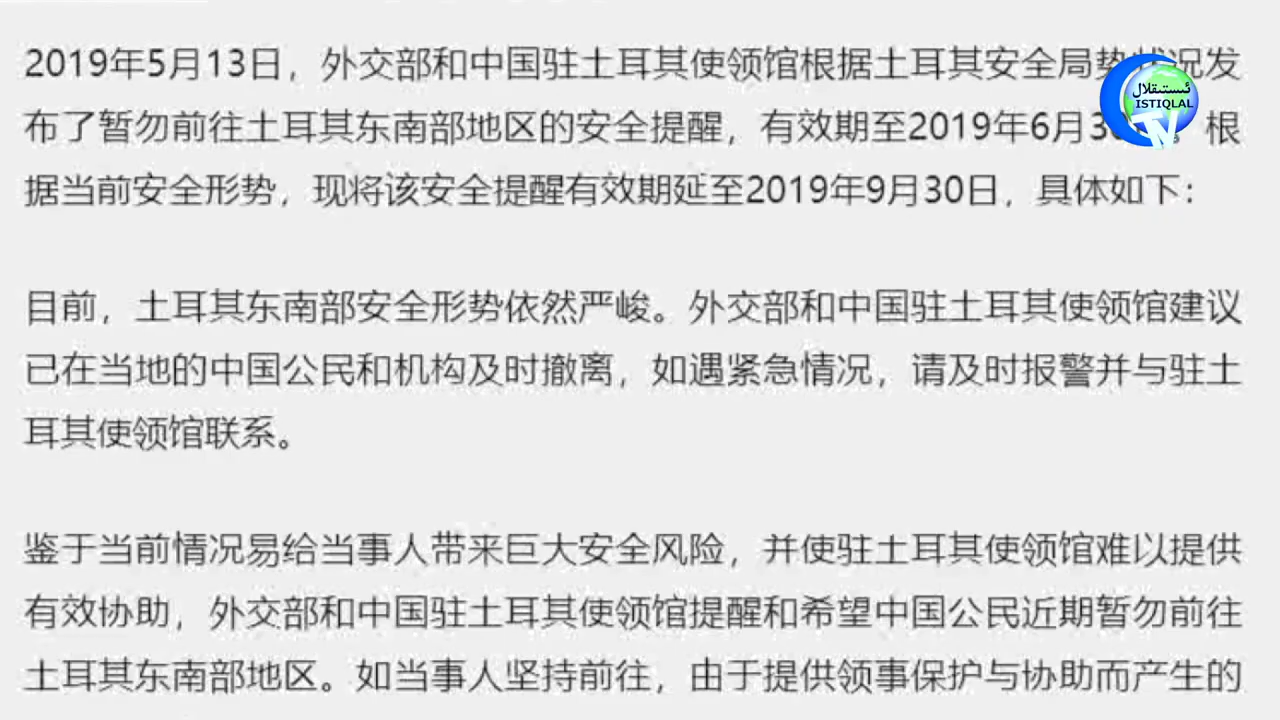 2019年5月13日，外交部和中国驻土耳其使领馆根据土耳其安全局势状况发
布了暂勿前往土耳其东南部地区的安全提醒，有效期至2019年6月30日。根
据当前安全形势，现将该安全提醒有效期延至2019年9月30日，具体如下：
目前，土耳其东南部安全形势依然严峻。外交部和中国驻土耳其使领馆建议
已在当地的中国公民和机构及时撤离，如遇紧急情况，请及时报警并与驻土
耳其使领馆联系。
鉴于当前情况易给当事人带来巨大安全风险，并使驻土耳其使领馆难以提供
有效协助，外交部和中国驻土耳其使领馆提醒和希望中国公民近期暂勿前往
土耳其东南部地区。如当事人坚持前往，由于提供领事保护与协助而产生的
ئىستىقلال
ISTIQLAL
TV